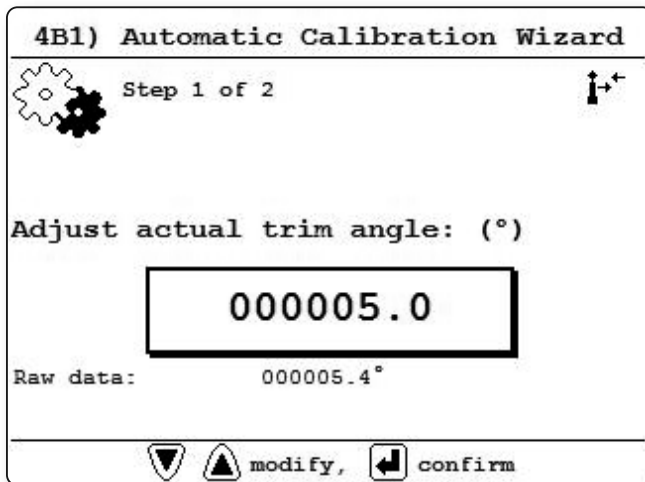 4B1) Automatic Calibration Wizard
Step 1 of 2
Adjust actual trim angle: (°)
000005.0
Raw data: 000005.4°
modify, confirm